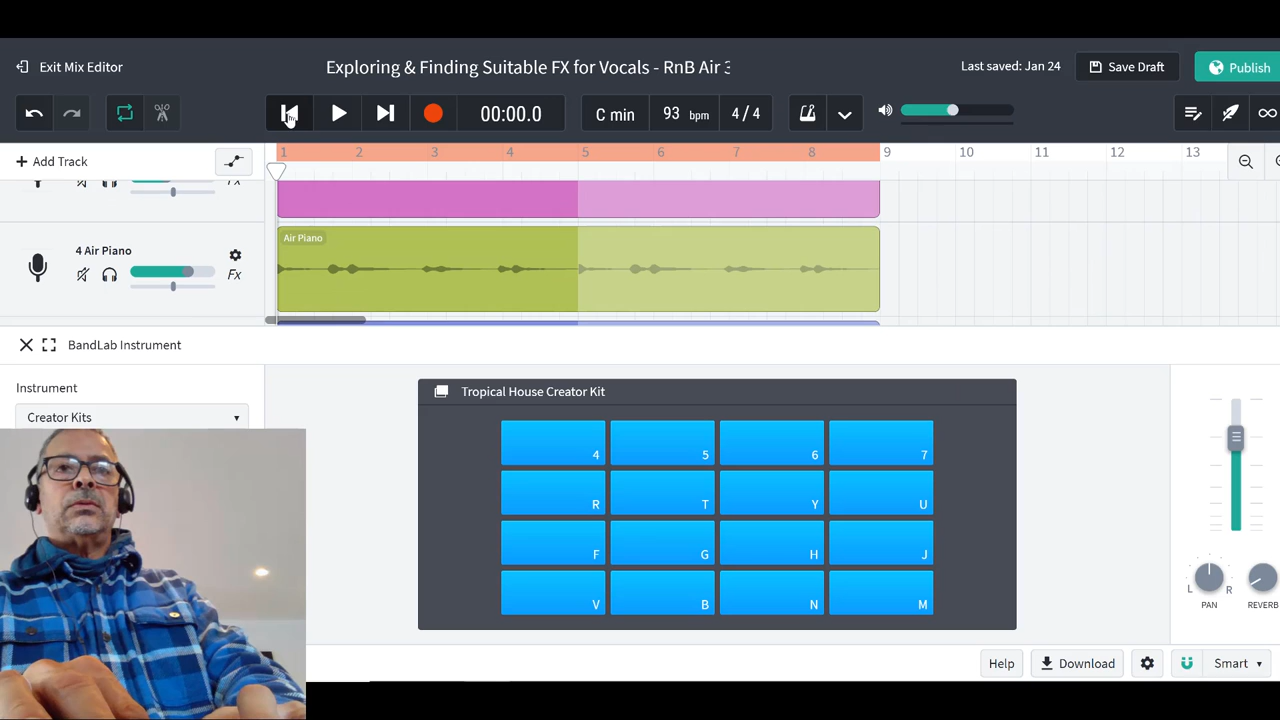 Exit Mix Editor
Exploring & Finding Suitable FX for Vocals - RnB Air 3
Last saved: Jan 24
Save Draft
Publish
00:00.0
C min
93 bpm
4/4
+ Add Track
1 2 3 4 5 6 7 8 9 10 11 12 13
Fx
4 Air Piano
Fx
Air Piano
BandLab Instrument
Instrument
Creator Kits
Tropical House Creator Kit
4 5 6 7
R T Y U
F G H J
V B N M
L R
PAN
REVERB
Help
Download
Smart